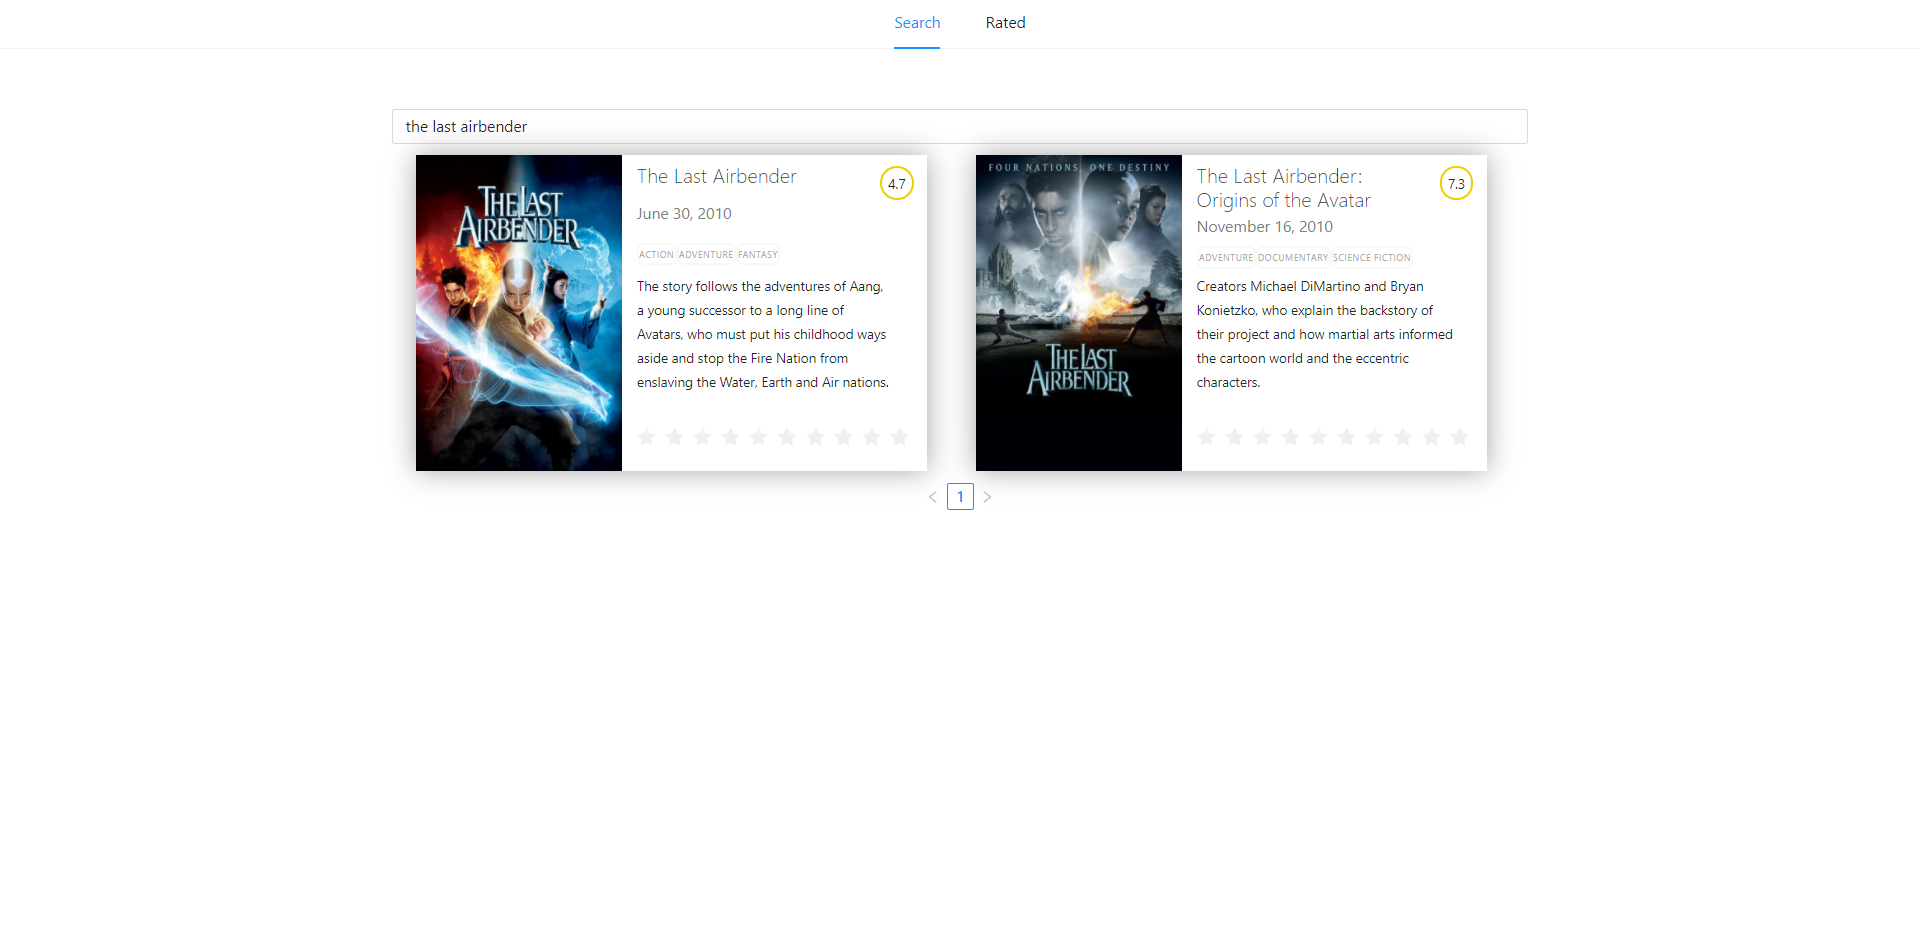 Search
Rated
the last airbender
THE LAST
AIRBENDER
The Last Airbender
4.7
June 30, 2010
ACTION ADVENTURE FANTASY
The story follows the adventures of Aang,
a young successor to a long line of
Avatars, who must put his childhood ways
aside and stop the Fire Nation from
enslaving the Water, Earth and Air nations.
FOUR NATIONS, ONE DESTINY
THE LAST
AIRBENDER
The Last Airbender:
Origins of the Avatar
7.3
November 16, 2010
ADVENTURE DOCUMENTARY SCIENCE FICTION
Creators Michael DiMartino and Bryan
Konietzko, who explain the backstory of
their project and how martial arts informed
the cartoon world and the eccentric
characters.
< 1 >